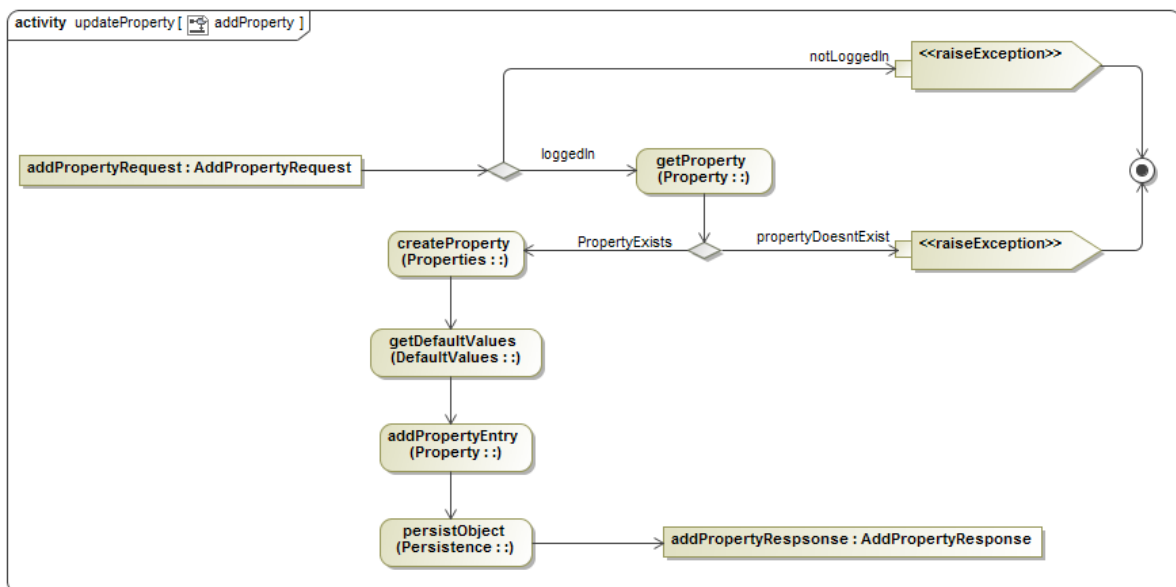 activity updateProperty [ addProperty ]
notLoggedIn
<<raiseException>>
addPropertyRequest : AddPropertyRequest
loggedIn
getProperty
(Property : :)
createProperty
(Properties : :)
PropertyExists
propertyDoesntExist
<<raiseException>>
getDefaultValues
(DefaultValues : :)
addPropertyEntry
(Property : :)
persistObject
(Persistence : :)
addPropertyRespsonse : AddPropertyResponse